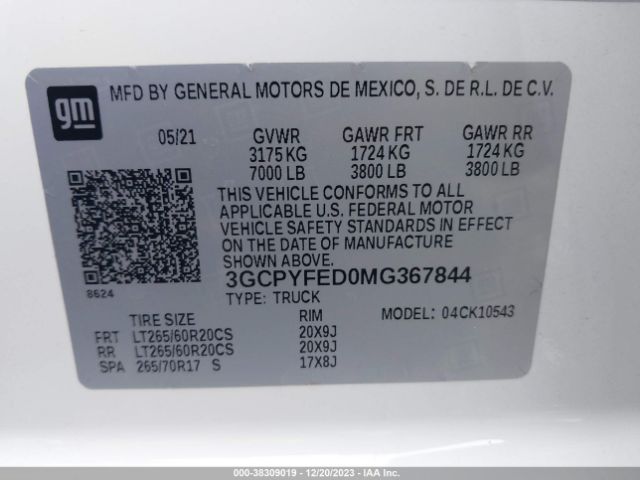 gm
MFD BY GENERAL MOTORS DE MEXICO, S. DE R.L. DE C.V.
05/21 GVWR GAWR FRT GAWR RR
3175 KG 1724 KG 1724 KG
7000 LB 3800 LB 3800 LB
THIS VEHICLE CONFORMS TO ALL
APPLICABLE U.S. FEDERAL MOTOR
VEHICLE SAFETY STANDARDS IN EFFECT
ON THE DATE OF MANUFACTURE
SHOWN ABOVE.
8624
3GCPYFED0MG367844
TYPE: TRUCK
MODEL: 04CK10543
TIRE SIZE RIM
FRT LT265/60R20CS 20X9J
RR LT265/60R20CS 20X9J
SPA 265/70R17 S 17X8J
000 - 38309019 - 12/20/2023 - IAA